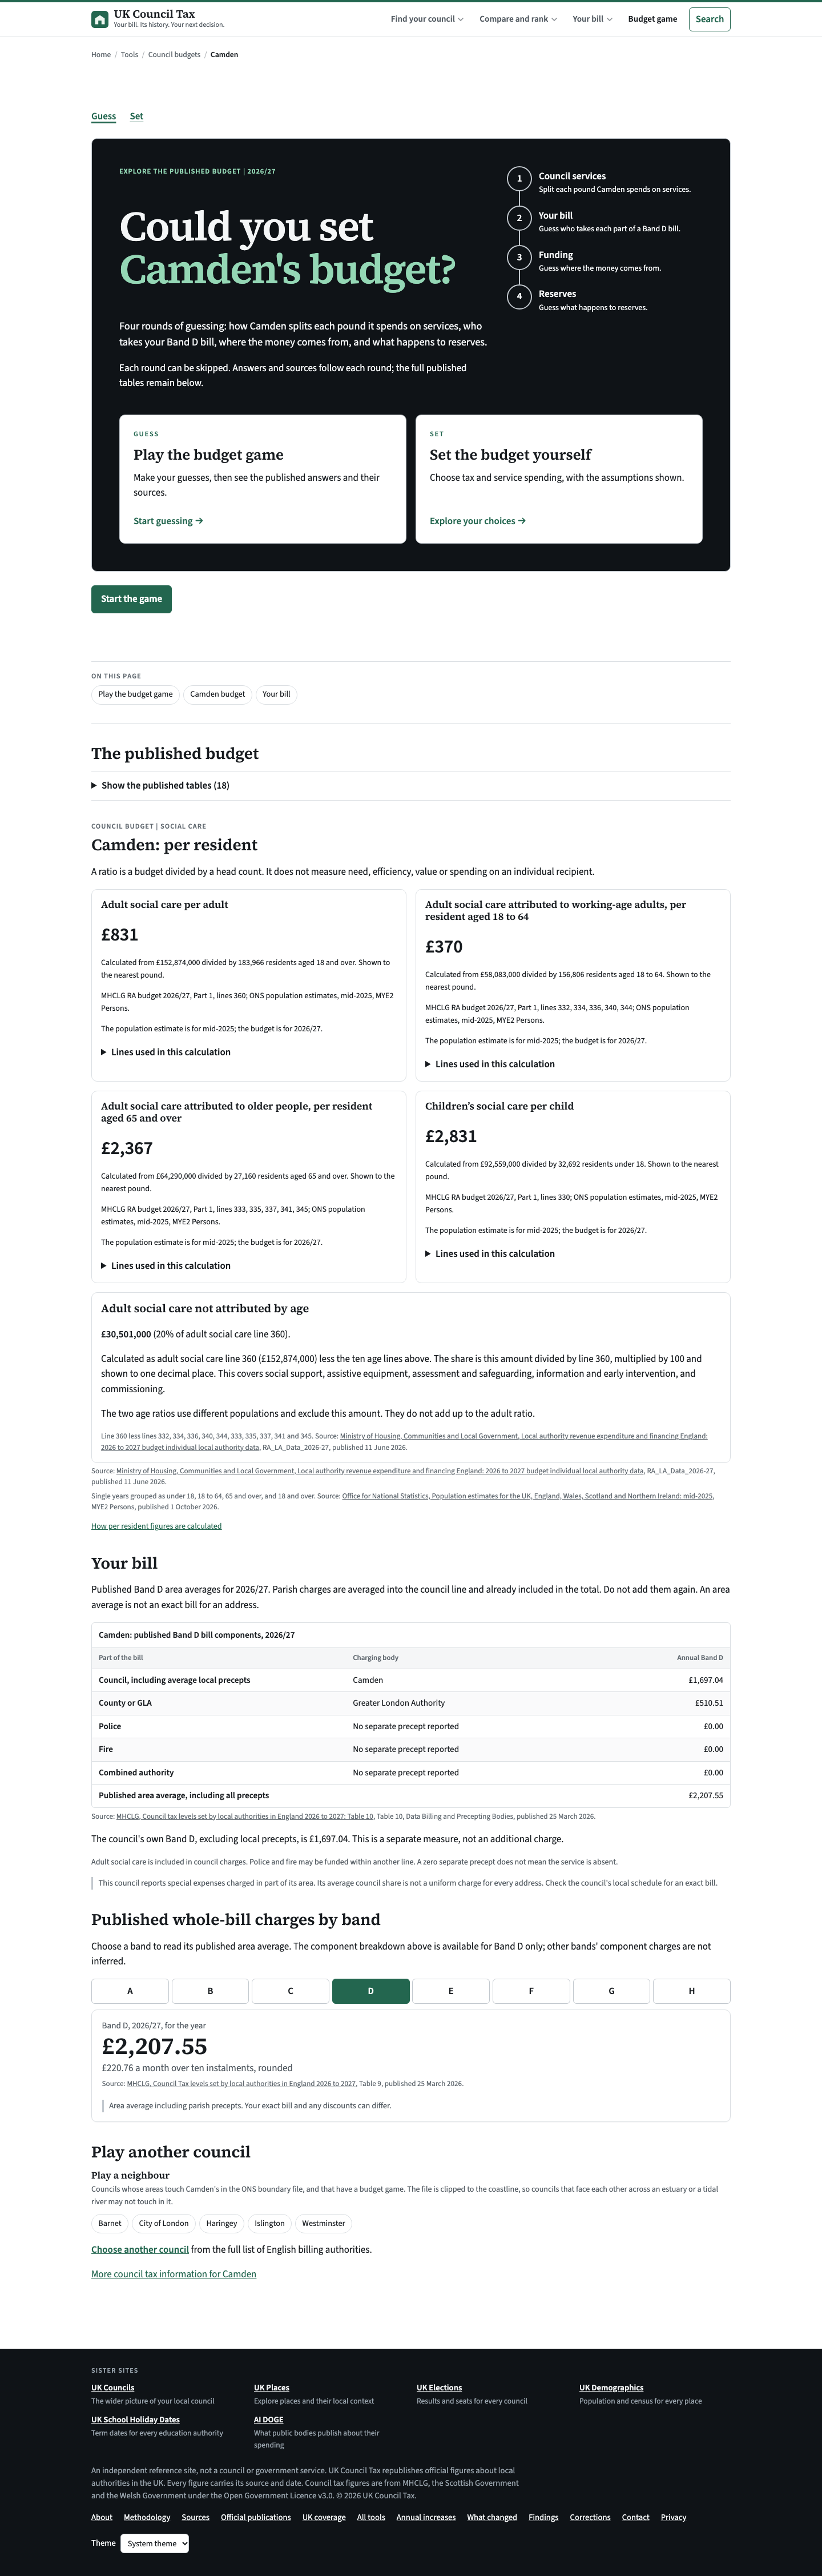 UK Council Tax
Your bill. Its history. Your next decision.
Find your council
Compare and rank
Your bill
Budget game
Search
Home / Tools / Council budgets / Camden
Guess
Set
EXPLORE THE PUBLISHED BUDGET | 2026/27
Could you set
Camden's budget?
Four rounds of guessing: how Camden splits each pound it spends on services, who
takes your Band D bill, where the money comes from, and what happens to reserves.
Each round can be skipped. Answers and sources follow each round; the full published
tables remain below.
1
Council services
Split each pound Camden spends on services.
2
Your bill
Guess who takes each part of a Band D bill.
3
Funding
Guess where the money comes from.
4
Reserves
Guess what happens to reserves.
GUESS
Play the budget game
Make your guesses, then see the published answers and their
sources.
Start guessing →
SET
Set the budget yourself
Choose tax and service spending, with the assumptions shown.
Explore your choices →
Start the game
ON THIS PAGE
Play the budget game
Camden budget
Your bill
The published budget
Show the published tables (18)
COUNCIL BUDGET | SOCIAL CARE
Camden: per resident
A ratio is a budget divided by a head count. It does not measure need, efficiency, value or spending on an individual recipient.
Adult social care per adult
£831
Calculated from £152,874,000 divided by 183,966 residents aged 18 and over. Shown to
the nearest pound.
MHCLG RA budget 2026/27, Part 1, lines 360; ONS population estimates, mid-2025, MYE2
Persons.
The population estimate is for mid-2025; the budget is for 2026/27.
Lines used in this calculation
Adult social care attributed to working-age adults, per
resident aged 18 to 64
£370
Calculated from £58,083,000 divided by 156,806 residents aged 18 to 64. Shown to the
nearest pound.
MHCLG RA budget 2026/27, Part 1, lines 332, 334, 336, 340, 344; ONS population
estimates, mid-2025, MYE2 Persons.
The population estimate is for mid-2025; the budget is for 2026/27.
Lines used in this calculation
Adult social care attributed to older people, per resident
aged 65 and over
£2,367
Calculated from £64,290,000 divided by 27,160 residents aged 65 and over. Shown to the
nearest pound.
MHCLG RA budget 2026/27, Part 1, lines 333, 335, 337, 341, 345; ONS population
estimates, mid-2025, MYE2 Persons.
The population estimate is for mid-2025; the budget is for 2026/27.
Lines used in this calculation
Children's social care per child
£2,831
Calculated from £92,559,000 divided by 32,692 residents under 18. Shown to the nearest
pound.
MHCLG RA budget 2026/27, Part 1, lines 330; ONS population estimates, mid-2025, MYE2
Persons.
The population estimate is for mid-2025; the budget is for 2026/27.
Lines used in this calculation
Adult social care not attributed by age
£30,501,000 (20% of adult social care line 360).
Calculated as adult social care line 360 (£152,874,000) less the ten age lines above. The share is this amount divided by line 360, multiplied by 100 and
shown to one decimal place. This covers social support, assistive equipment, assessment and safeguarding, information and early intervention, and
commissioning.
The two age ratios use different populations and exclude this amount. They do not add up to the adult ratio.
Line 360 less lines 332, 334, 336, 340, 344, 333, 335, 337, 341 and 345. Source: Ministry of Housing, Communities and Local Government, Local authority revenue expenditure and financing England:
2026 to 2027 budget individual local authority data, RA_LA_Data_2026-27, published 11 June 2026.
Source: Ministry of Housing, Communities and Local Government, Local authority revenue expenditure and financing England: 2026 to 2027 budget individual local authority data, RA_LA_Data_2026-27,
published 11 June 2026.
Single years grouped as under 18, 18 to 64, 65 and over, and 18 and over. Source: Office for National Statistics, Population estimates for the UK, England, Wales, Scotland and Northern Ireland: mid-2025,
MYE2 Persons, published 1 October 2026.
How per resident figures are calculated
Your bill
Published Band D area averages for 2026/27. Parish charges are averaged into the council line and already included in the total. Do not add them again. An area
average is not an exact bill for an address.
Camden: published Band D bill components, 2026/27
Part of the bill
Charging body
Annual Band D
Council, including average local precepts
Camden
£1,697.04
County or GLA
Greater London Authority
£510.51
Police
No separate precept reported
£0.00
Fire
No separate precept reported
£0.00
Combined authority
No separate precept reported
£0.00
Published area average, including all precepts
£2,207.55
Source: MHCLG, Council tax levels set by local authorities in England 2026 to 2027: Table 10, Table 10, Data Billing and Precepting Bodies, published 25 March 2026.
The council's own Band D, excluding local precepts, is £1,697.04. This is a separate measure, not an additional charge.
Adult social care is included in council charges. Police and fire may be funded within another line. A zero separate precept does not mean the service is absent.
This council reports special expenses charged in part of its area. Its average council share is not a uniform charge for every address. Check the council's local schedule for an exact bill.
Published whole-bill charges by band
Choose a band to read its published area average. The component breakdown above is available for Band D only; other bands' component charges are not
inferred.
A
B
C
D
E
F
G
H
Band D, 2026/27, for the year
£2,207.55
£220.76 a month over ten instalments, rounded
Source: MHCLG, Council Tax levels set by local authorities in England 2026 to 2027, Table 9, published 25 March 2026.
Area average including parish precepts. Your exact bill and any discounts can differ.
Play another council
Play a neighbour
Councils whose areas touch Camden's in the ONS boundary file, and that have a budget game. The file is clipped to the coastline, so councils that face each other across an estuary or a tidal
river may not touch in it.
Barnet
City of London
Haringey
Islington
Westminster
Choose another council from the full list of English billing authorities.
More council tax information for Camden
SISTER SITES
UK Councils
The wider picture of your local council
UK Places
Explore places and their local context
UK Elections
Results and seats for every council
UK Demographics
Population and census for every place
UK School Holiday Dates
Term dates for every education authority
AI DOGE
What public bodies publish about their
spending
An independent reference site, not a council or government service. UK Council Tax republishes official figures about local
authorities in the UK. Every figure carries its source and date. Council tax figures are from MHCLG, the Scottish Government
and the Welsh Government under the Open Government Licence v3.0. © 2026 UK Council Tax.
About
Methodology
Sources
Official publications
UK coverage
All tools
Annual increases
What changed
Findings
Corrections
Contact
Privacy
Theme
System theme